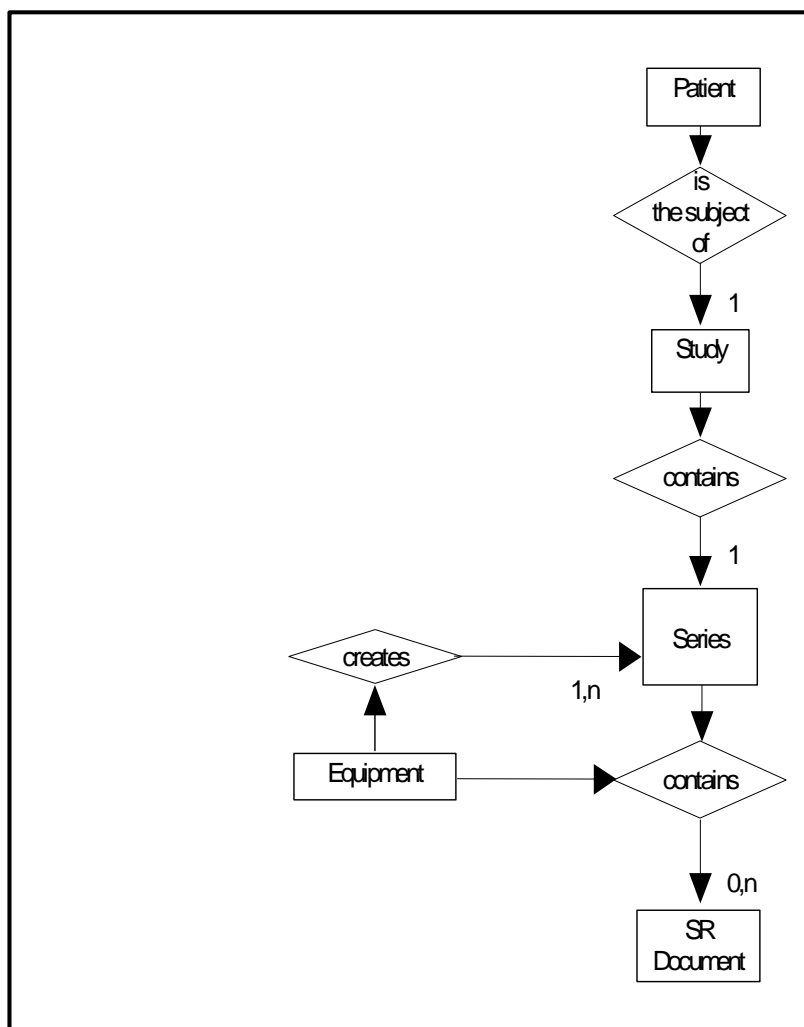 Patient
is
the subject
of
1
Study
contains
1
Series
creates
1,n
Equipment
contains
0,n
SR
Document